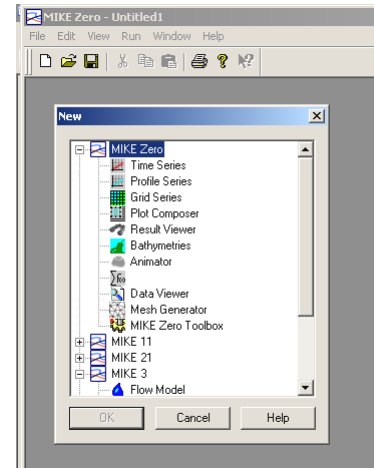 MIKE Zero - Untitled1
File Edit View Run Window Help
New
MIKE Zero
Time Series
Profile Series
Grid Series
Plot Composer
Result Viewer
Bathymetries
Animator
Data Viewer
Mesh Generator
MIKE Zero Toolbox
MIKE 11
MIKE 21
MIKE 3
Flow Model
OK Cancel Help